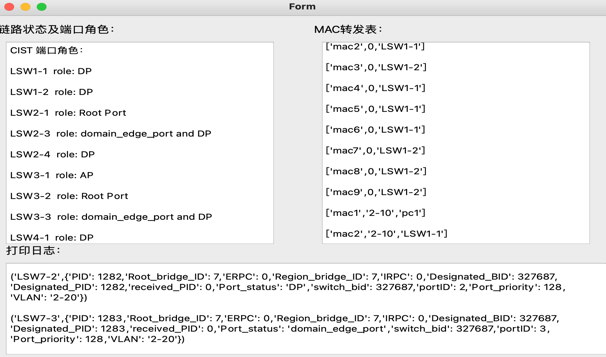 Form
链路状态及端口角色：
CIST 端口角色：
LSW1-1  role: DP
LSW1-2  role: DP
LSW2-1  role: Root Port
LSW2-3  role: domain_edge_port and DP
LSW2-4  role: DP
LSW3-1  role: AP
LSW3-2  role: Root Port
LSW3-3  role: domain_edge_port and DP
LSW4-1  role: DP
MAC转发表：
['mac2',0,'LSW1-1']
['mac3',0,'LSW1-2']
['mac4',0,'LSW1-1']
['mac5',0,'LSW1-1']
['mac6',0,'LSW1-1']
['mac7',0,'LSW1-2']
['mac8',0,'LSW1-2']
['mac9',0,'LSW1-2']
['mac1','2-10','pc1']
['mac2','2-10','LSW1-1']
打印日志：
('LSW7-2',{'PID': 1282,'Root_bridge_ID': 7,'ERPC': 0,'Region_bridge_ID': 7,'IRPC': 0,'Designated_BID': 327687,
'Designated_PID': 1282,'received_PID': 0,'Port_status': 'DP','switch_bid': 327687,'portID': 2,'Port_priority': 128,
'VLAN': '2-20'})
('LSW7-3',{'PID': 1283,'Root_bridge_ID': 7,'ERPC': 0,'Region_bridge_ID': 7,'IRPC': 0,'Designated_BID': 327687,
'Designated_PID': 1283,'received_PID': 0,'Port_status': 'domain_edge_port','switch_bid': 327687,'portID': 3,
'Port_priority': 128,'VLAN': '2-20'})